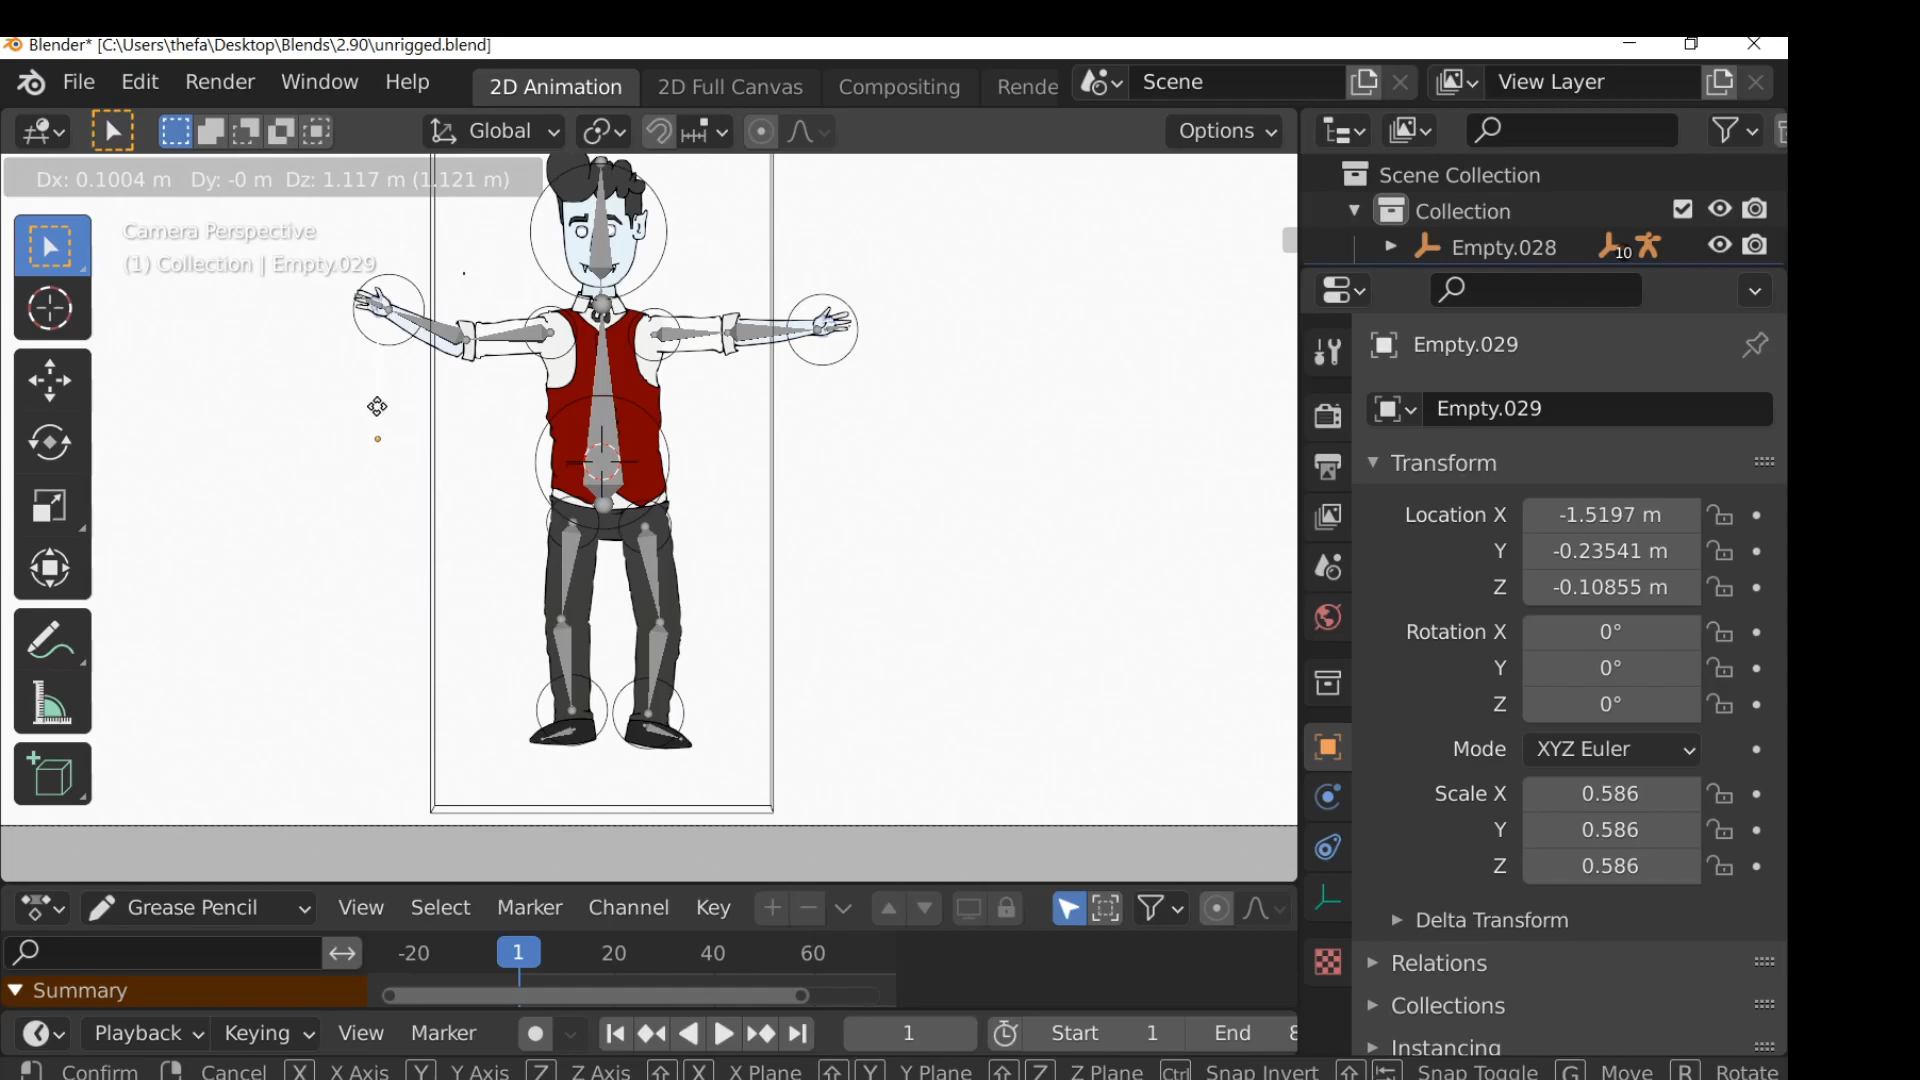 Blender* [C:\Users\thefa\Desktop\Blends\2.90\unrigged.blend]
File Edit Render Window Help 2D Animation 2D Full Canvas Compositing Rende Scene View Layer
Global Options
Dx: 0.1004 m Dy: -0 m Dz: 1.117 m (1.121 m)
Camera Perspective
(1) Collection | Empty.029
Scene Collection
Collection
Empty.028 10
Empty.029
Empty.029
Transform
Location X -1.5197 m
Y -0.23541 m
Z -0.10855 m
Rotation X 0°
Y 0°
Z 0°
Mode XYZ Euler
Scale X 0.586
Y 0.586
Z 0.586
Delta Transform
Relations
Collections
Instancing
Grease Pencil View Select Marker Channel Key
-20 1 20 40 60
Summary
Playback Keying View Marker 1 Start 1 End 8
Confirm Cancel X X Axis Y Y Axis Z Z Axis X X Plane Y Y Plane Z Z Plane Ctrl Snap Invert Snap Toggle G Move R Rotate